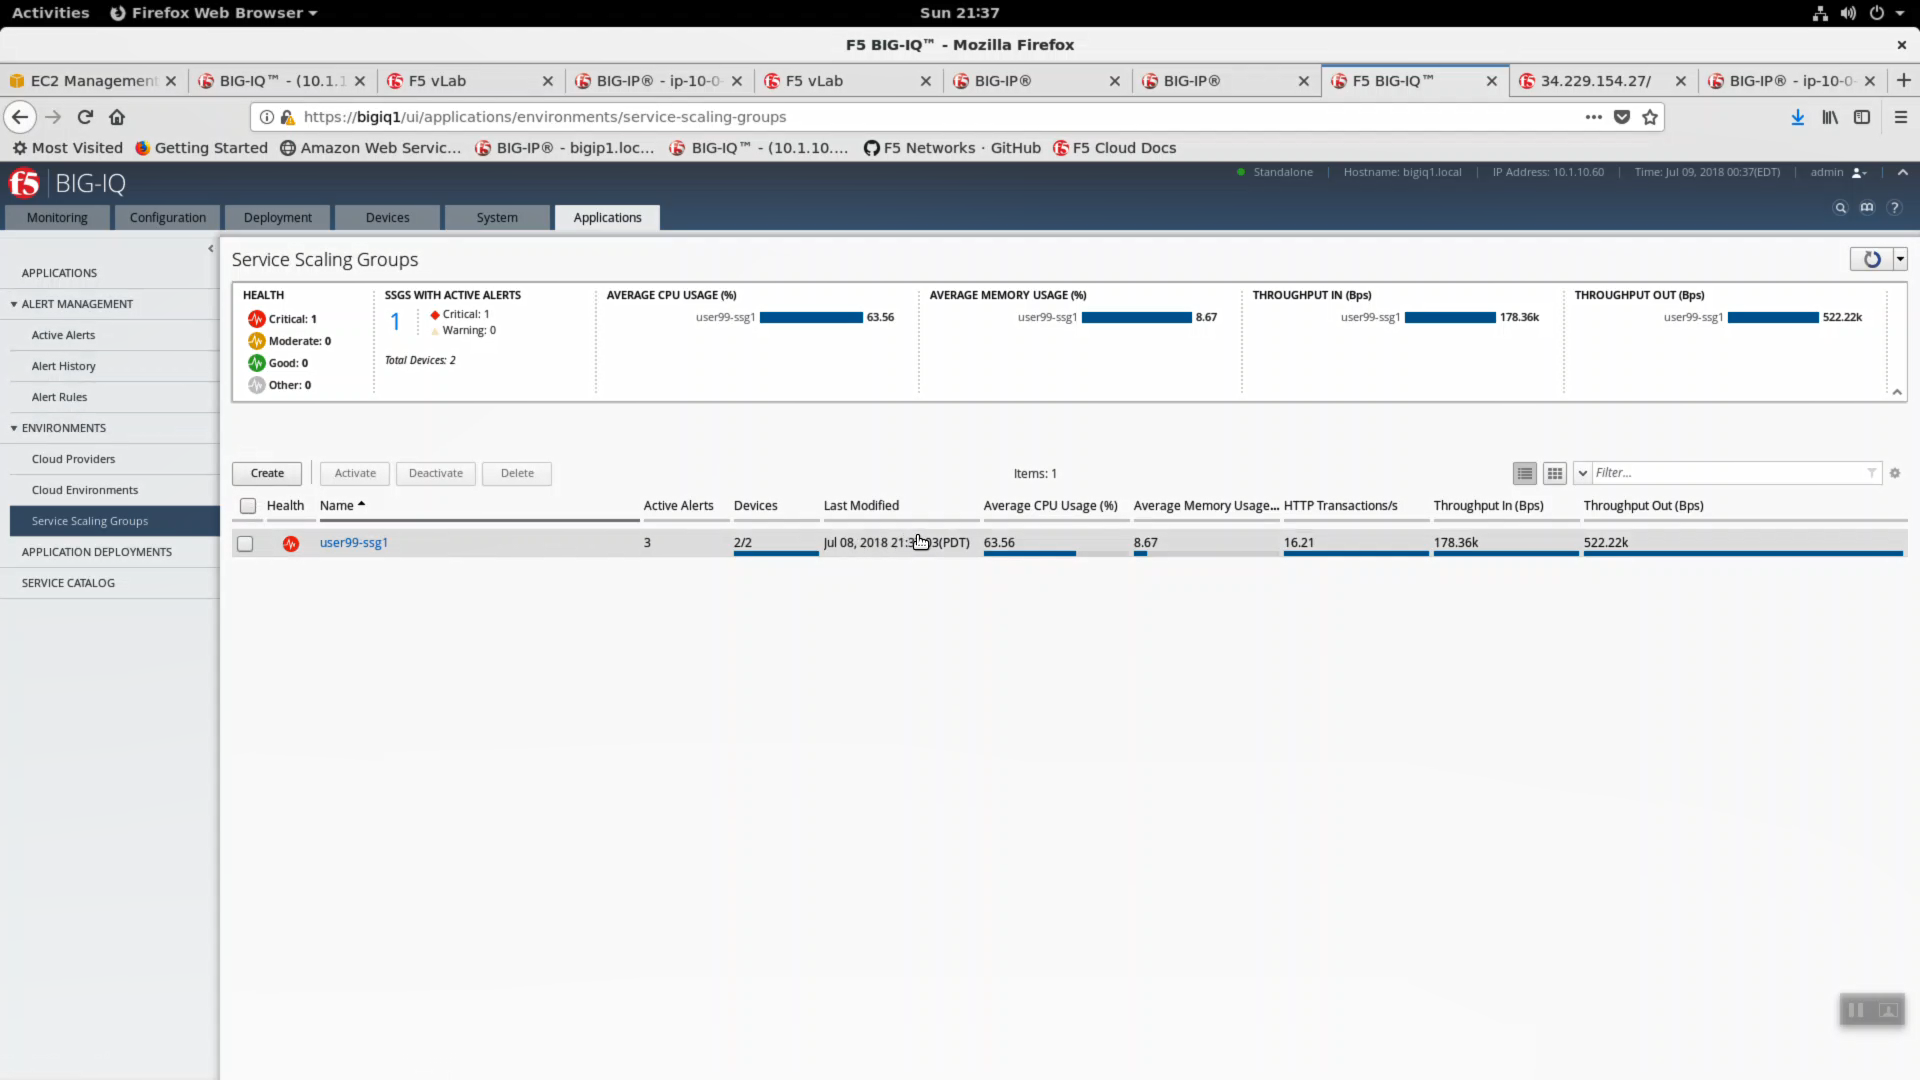 Activities Firefox Web Browser Sun 21:37
F5 BIG-IQ™ - Mozilla Firefox
EC2 Management BIG-IQ™ - (10.1.1 F5 vLab BIG-IP® - ip-10-0- F5 vLab BIG-IP® BIG-IP® F5 BIG-IQ™ 34.229.154.27/ BIG-IP® - ip-10-0-
https://bigiq1/ui/applications/environments/service-scaling-groups
Most Visited Getting Started Amazon Web Servic... BIG-IP® - bigip1.loc... BIG-IQ™ - (10.1.10.... F5 Networks · GitHub F5 Cloud Docs
f5 BIG-IQ Standalone Hostname: bigiq1.local IP Address: 10.1.10.60 Time: Jul 09, 2018 00:37(EDT) admin
Monitoring Configuration Deployment Devices System Applications
APPLICATIONS
ALERT MANAGEMENT
Active Alerts
Alert History
Alert Rules
ENVIRONMENTS
Cloud Providers
Cloud Environments
Service Scaling Groups
APPLICATION DEPLOYMENTS
SERVICE CATALOG
Service Scaling Groups
HEALTH
Critical: 1
Moderate: 0
Good: 0
Other: 0
SSGS WITH ACTIVE ALERTS
1
Critical: 1
Warning: 0
Total Devices: 2
AVERAGE CPU USAGE (%)
user99-ssg1 63.56
AVERAGE MEMORY USAGE (%)
user99-ssg1 8.67
THROUGHPUT IN (Bps)
user99-ssg1 178.36k
THROUGHPUT OUT (Bps)
user99-ssg1 522.22k
Create Activate Deactivate Delete Items: 1 Filter...
Health Name Active Alerts Devices Last Modified Average CPU Usage (%) Average Memory Usage... HTTP Transactions/s Throughput In (Bps) Throughput Out (Bps)
user99-ssg1 3 2/2 Jul 08, 2018 63.56 8.67 16.21 178.36k 522.22k